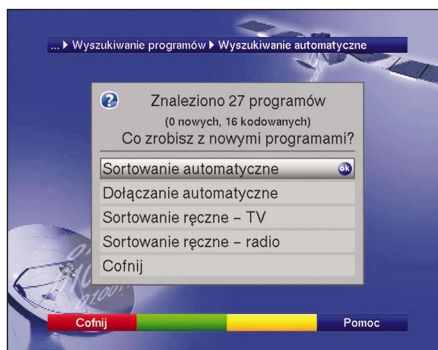 ... ▶ Wyszukiwanie programów ▶ Wyszukiwanie automatyczne
Znaleziono 27 programów
(0 nowych, 16 kodowanych)
Co zrobisz z nowymi programami?
Sortowanie automatyczne ok
Dołączanie automatyczne
Sortowanie ręczne – TV
Sortowanie ręczne – radio
Cofnij
Cofnij Pomoc